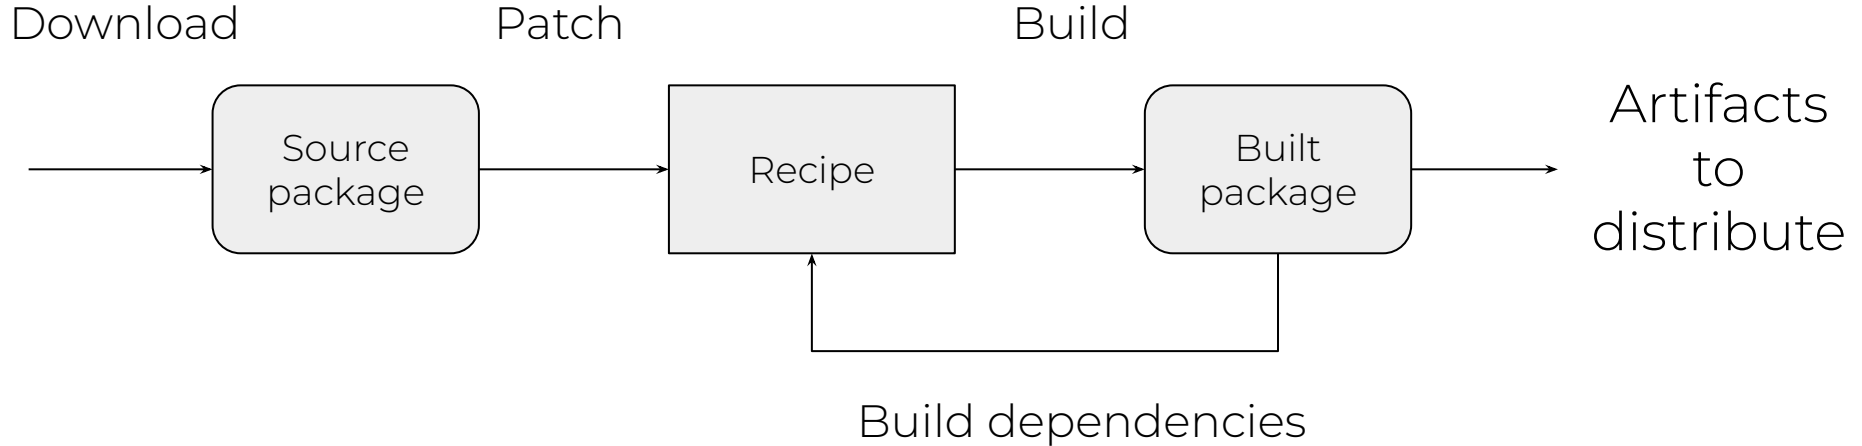 Download
Patch
Build
Source
package
Recipe
Built
package
Artifacts
to
distribute
Build dependencies